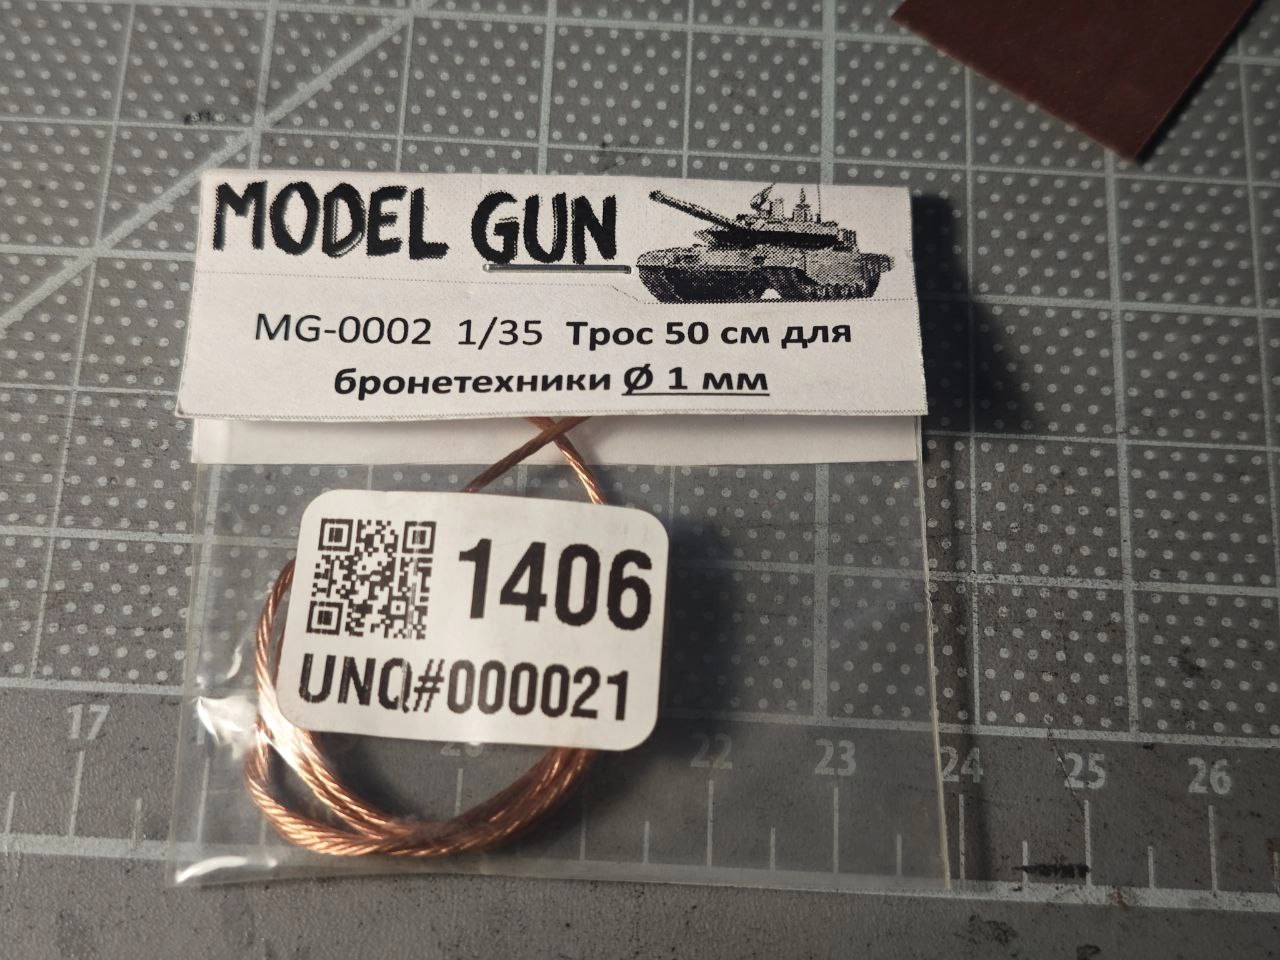 MODEL GUN
MG-0002 1/35 Трос 50 см для
бронетехники Ø 1 мм
1406
UNQ#000021
17
22 23 24 25 26